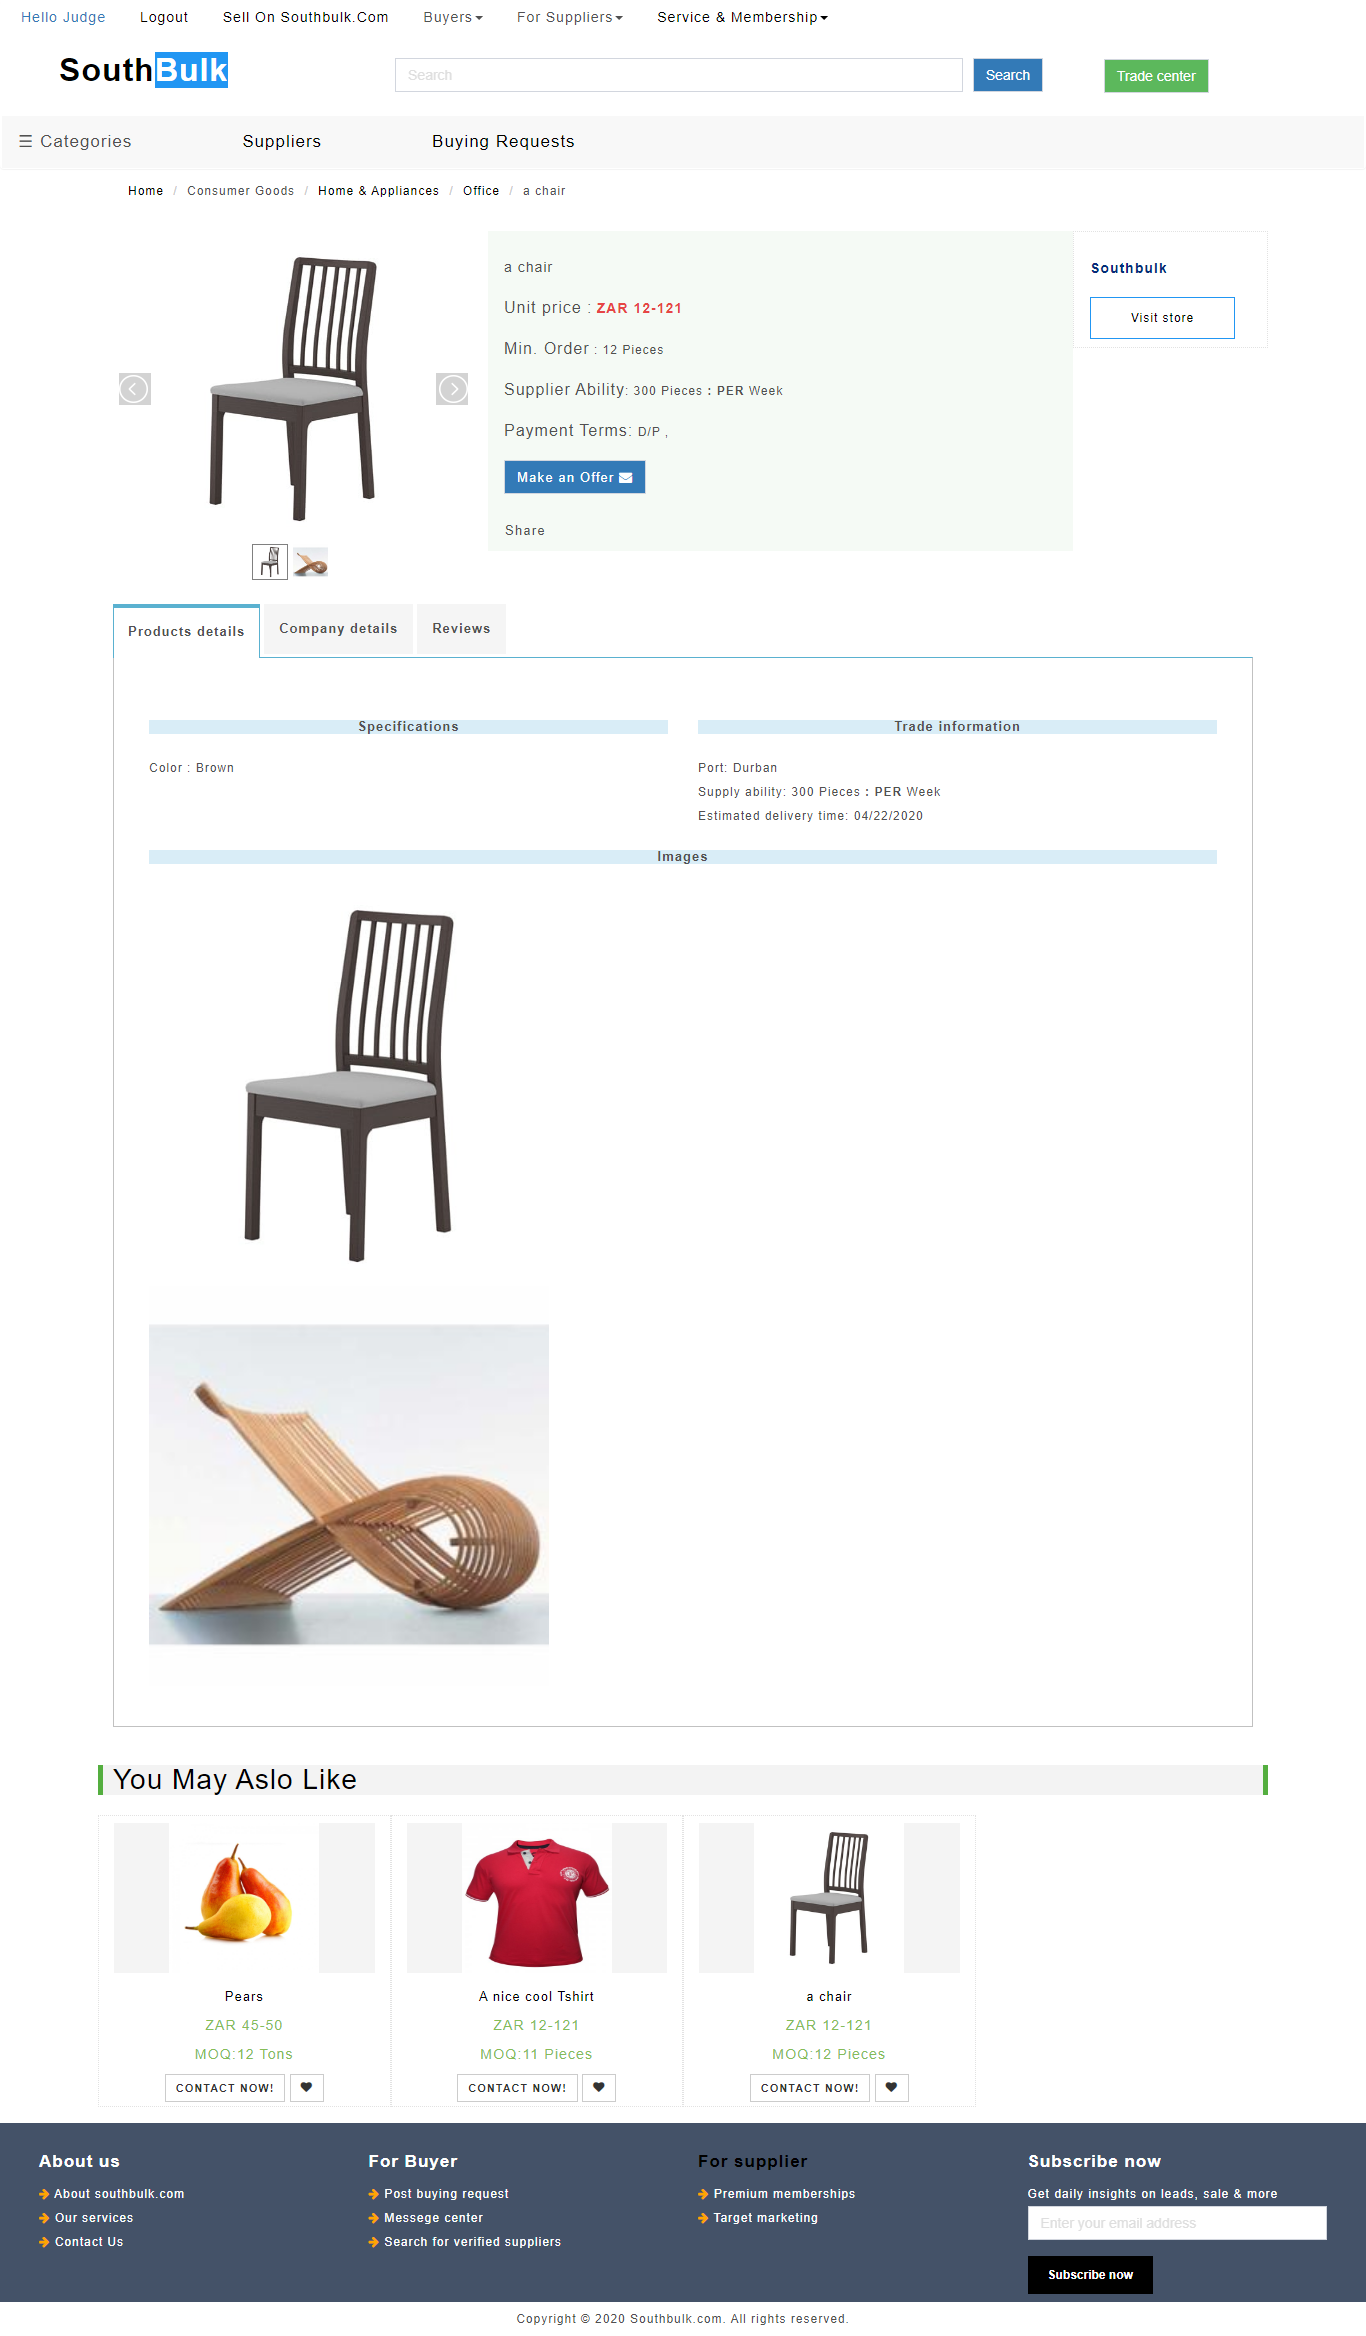 Hello Judge Logout Sell On Southbulk.Com Buyers For Suppliers Service & Membership
SouthBulk Search Search Trade center
☰ Categories Suppliers Buying Requests
Home / Consumer Goods / Home & Appliances / Office / a chair
a chair
Southbulk
Unit price : ZAR 12-121
Visit store
Min. Order : 12 Pieces
Supplier Ability: 300 Pieces : PER Week
Payment Terms: D/P ,
Make an Offer
Share
Products details Company details Reviews
Specifications Trade information
Color : Brown Port: Durban
Supply ability: 300 Pieces : PER Week
Estimated delivery time: 04/22/2020
Images
You May Aslo Like
Pears A nice cool Tshirt a chair
ZAR 45-50 ZAR 12-121 ZAR 12-121
MOQ:12 Tons MOQ:11 Pieces MOQ:12 Pieces
CONTACT NOW! CONTACT NOW! CONTACT NOW!
About us For Buyer For supplier Subscribe now
About southbulk.com Post buying request Premium memberships Get daily insights on leads, sale & more
Our services Messege center Target marketing Enter your email address
Contact Us Search for verified suppliers
Subscribe now
Copyright © 2020 Southbulk.com. All rights reserved.